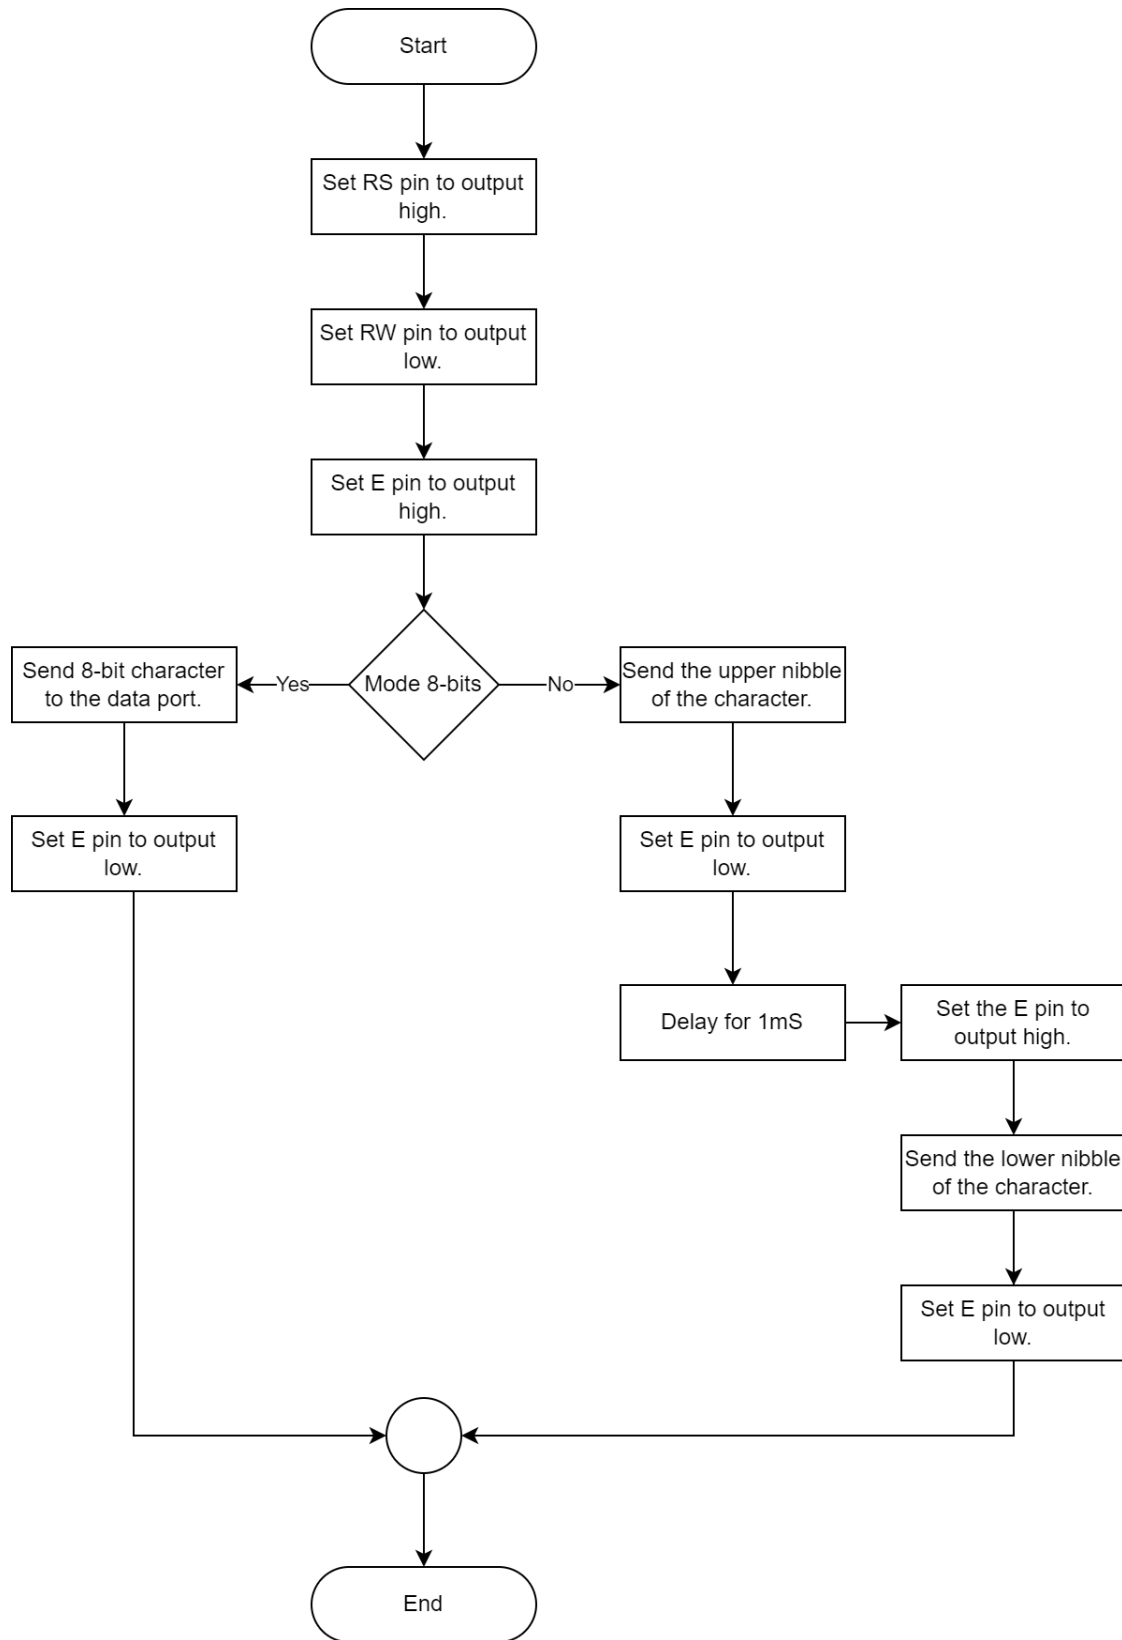 Start
Set RS pin to output
high.
Set RW pin to output
low.
Set E pin to output
high.
Mode 8-bits
Yes
No
Send 8-bit character
to the data port.
Set E pin to output
low.
Send the upper nibble
of the character.
Set E pin to output
low.
Delay for 1mS
Set the E pin to
output high.
Send the lower nibble
of the character.
Set E pin to output
low.
End